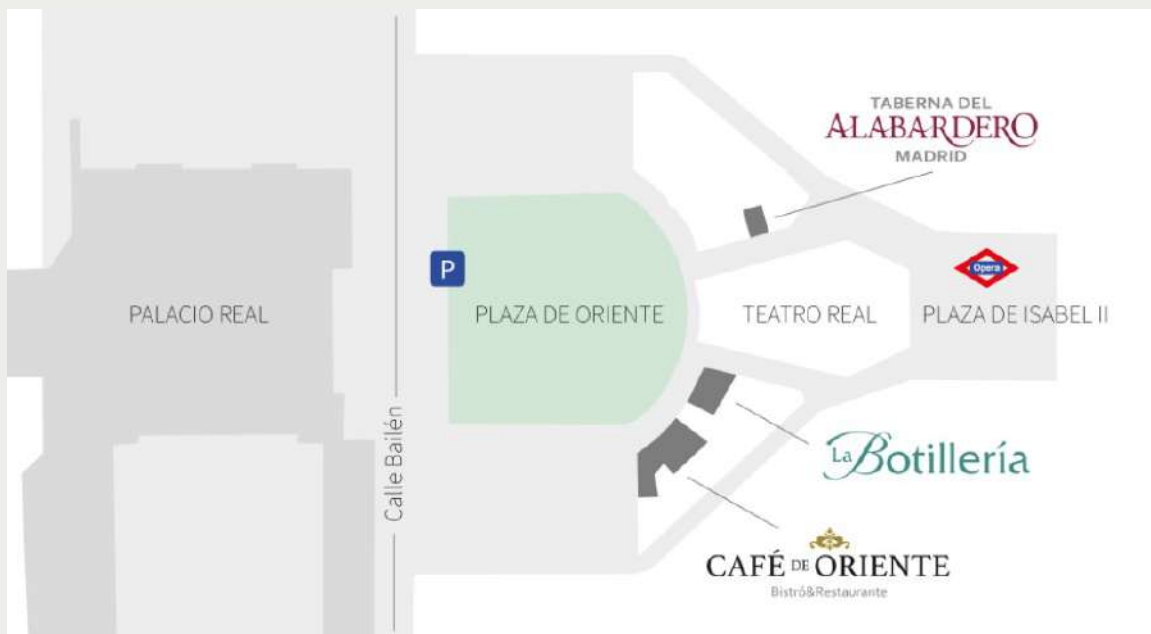 TABERNA DEL
ALABARDERO
MADRID
P
Opera
PALACIO REAL
PLAZA DE ORIENTE
TEATRO REAL
PLAZA DE ISABEL II
Calle Bailén
La Botillería
CAFÉ DE ORIENTE
Bistró&Restaurante